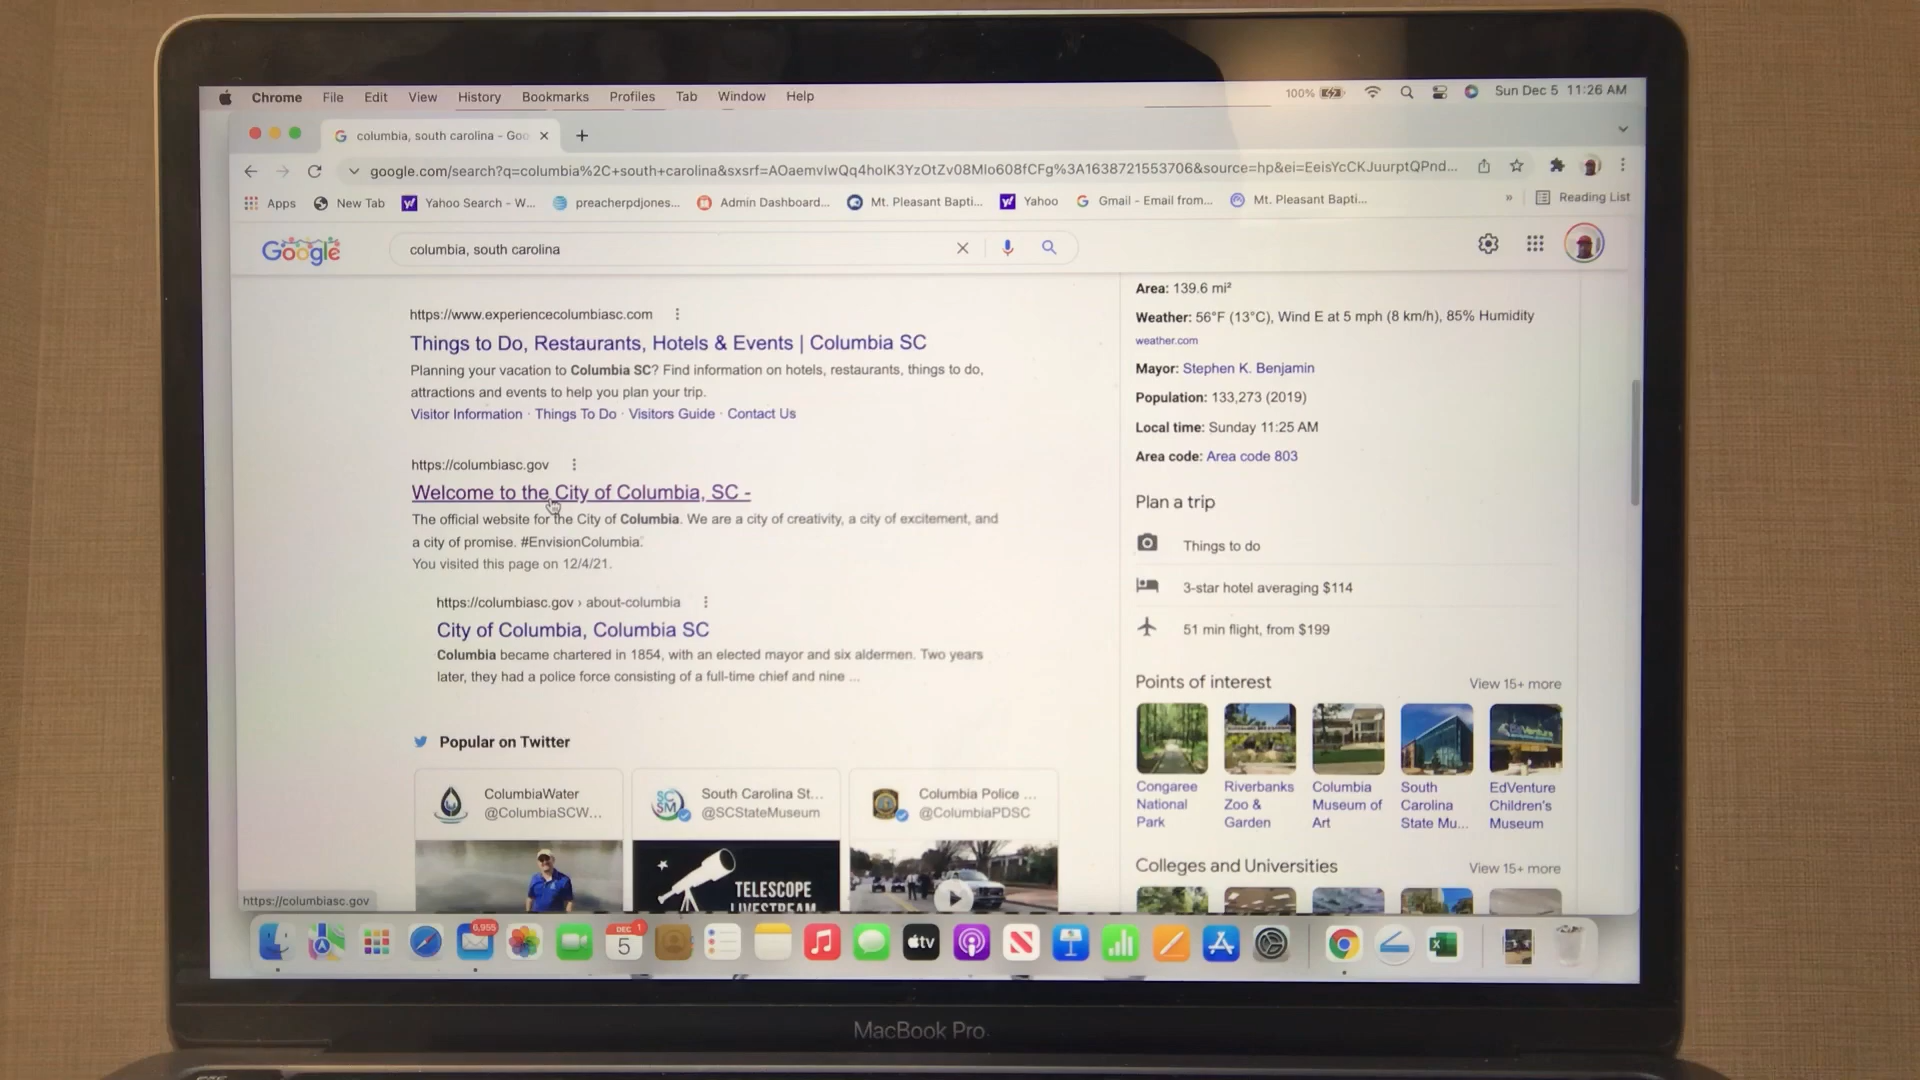 Chrome File Edit View History Bookmarks Profiles Tab Window Help 100% Sun Dec 5 11:26 AM
columbia, south carolina - Goo
google.com/search?q=columbia%2C+south+carolina&sxsrf=AOaemvIwQq4holK3YzOtZv08Mlo608fCFg%3A1638721553706&source=hp&ei=EeisYcCKJuurptQPnd...
Apps New Tab Yahoo Search - W... preacherpdjones... Admin Dashboard... Mt. Pleasant Bapti... Yahoo Gmail - Email from... Mt. Pleasant Bapti... » Reading List
Google columbia, south carolina
https://www.experiencecolumbiasc.com
Things to Do, Restaurants, Hotels & Events | Columbia SC
Planning your vacation to Columbia SC? Find information on hotels, restaurants, things to do,
attractions and events to help you plan your trip.
Visitor Information · Things To Do · Visitors Guide · Contact Us
https://columbiasc.gov
Welcome to the City of Columbia, SC -
The official website for the City of Columbia. We are a city of creativity, a city of excitement, and
a city of promise. #EnvisionColumbia.
You visited this page on 12/4/21.
https://columbiasc.gov › about-columbia
City of Columbia, Columbia SC
Columbia became chartered in 1854, with an elected mayor and six aldermen. Two years
later, they had a police force consisting of a full-time chief and nine ...
Popular on Twitter
ColumbiaWater
@ColumbiaSCW...
South Carolina St...
@SCStateMuseum
Columbia Police ...
@ColumbiaPDSC
SC
SM
TELESCOPE
LIVESTREAM
https://columbiasc.gov
Area: 139.6 mi²
Weather: 56°F (13°C), Wind E at 5 mph (8 km/h), 85% Humidity
weather.com
Mayor: Stephen K. Benjamin
Population: 133,273 (2019)
Local time: Sunday 11:25 AM
Area code: Area code 803
Plan a trip
Things to do
3-star hotel averaging $114
51 min flight, from $199
Points of interest View 15+ more
Congaree
National
Park
Riverbanks
Zoo &
Garden
Columbia
Museum of
Art
South
Carolina
State Mu...
EdVenture
Children's
Museum
Colleges and Universities View 15+ more
6,955
DEC 1
5
tv
MacBook Pro
esc